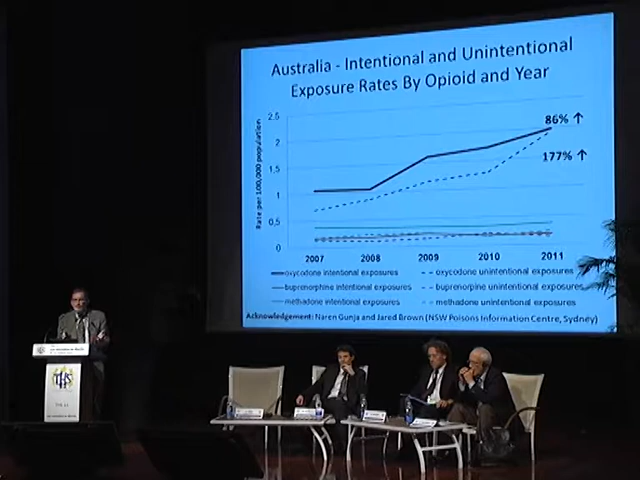 Australia - Intentional and Unintentional
Exposure Rates By Opioid and Year
Rate per 100,000 population
2,5
2
1,5
1
0,5
0
86% ↑
177% ↑
2007 2008 2009 2010 2011
oxycodone intentional exposures
oxycodone unintentional exposures
buprenorphine intentional exposures
buprenorpine unintentional exposures
methadone intentional exposures
methadone unintentional exposures
Acknowledgement: Naren Gunja and Jared Brown (NSW Poisons Information Centre, Sydney)
THS